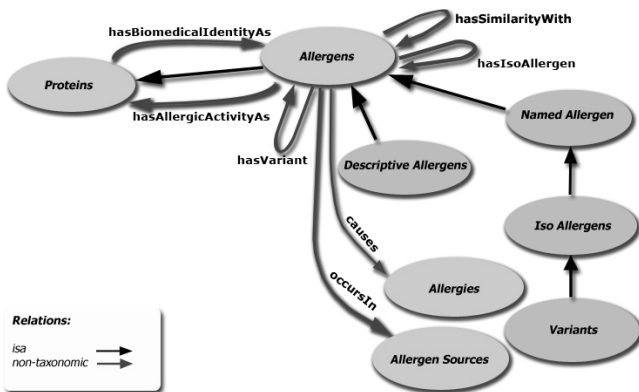 hasSimilarityWith
hasBiomedicalIdentityAs
Allergens
hasIsoAllergen
Proteins
hasAllergicActivityAs
Named Allergen
hasVariant
Descriptive Allergens
Iso Allergens
causes
occursIn
Allergies
Relations:
Variants
isa
non-taxonomic
Allergen Sources